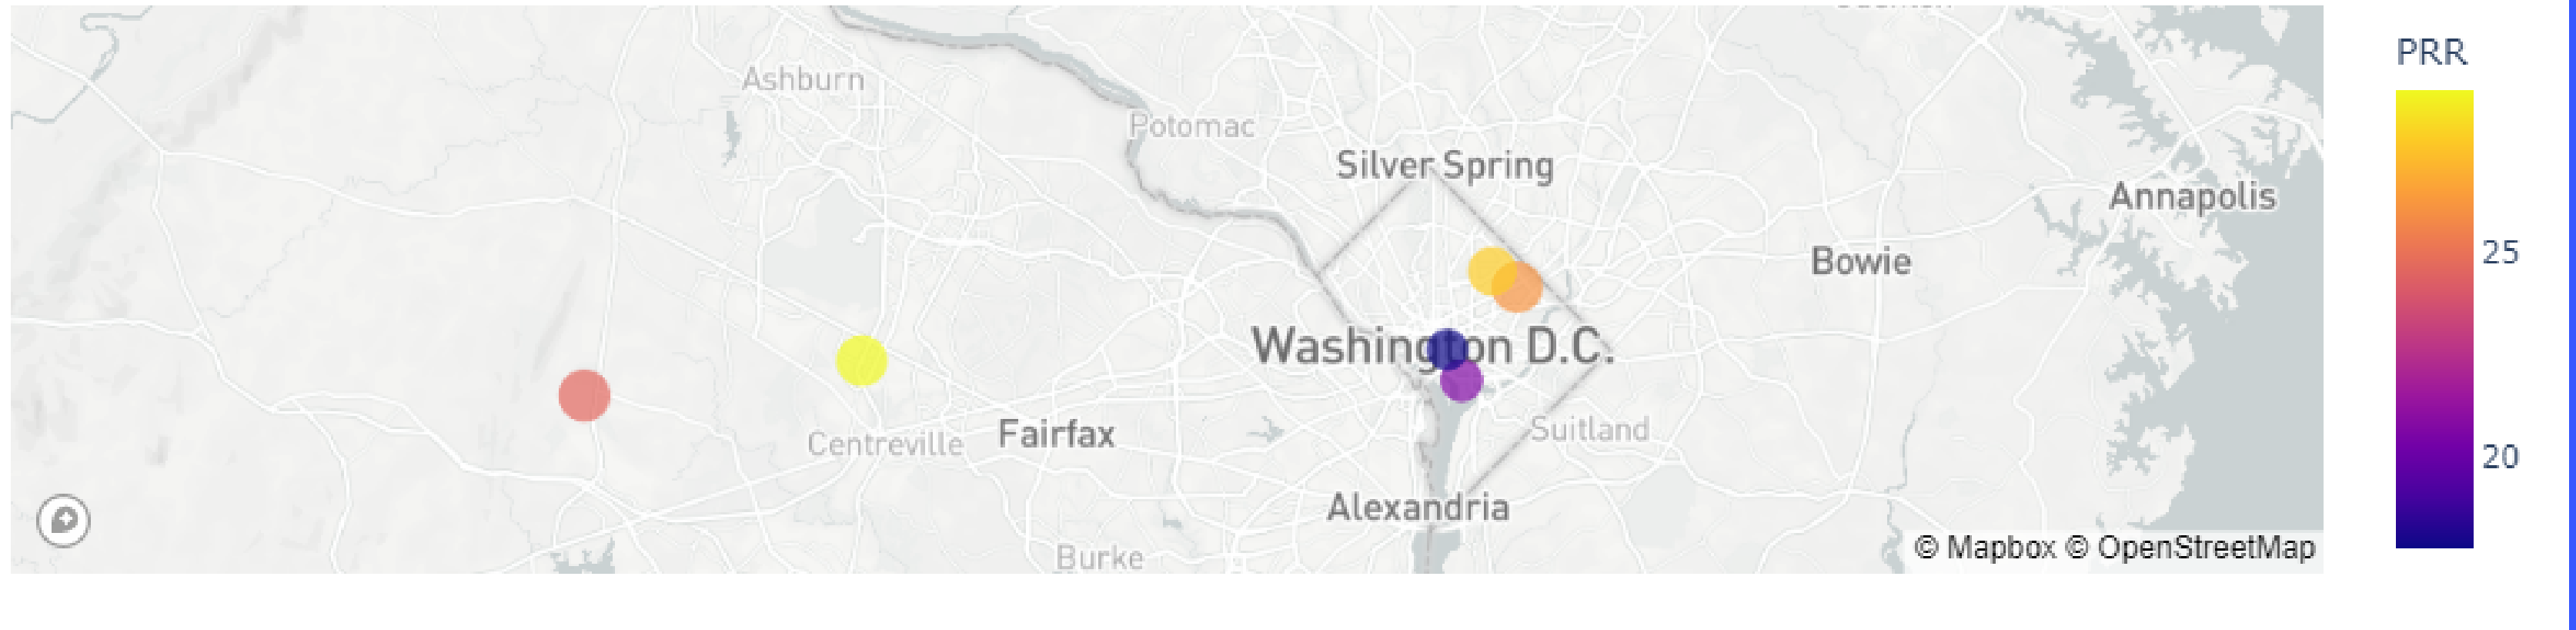 PRR
Ashburn
Potomac
Silver Spring
Annapolis
Bowie
25
Washington D.C.
Centreville
Fairfax
Suitland
20
Alexandria
Burke
© Mapbox © OpenStreetMap